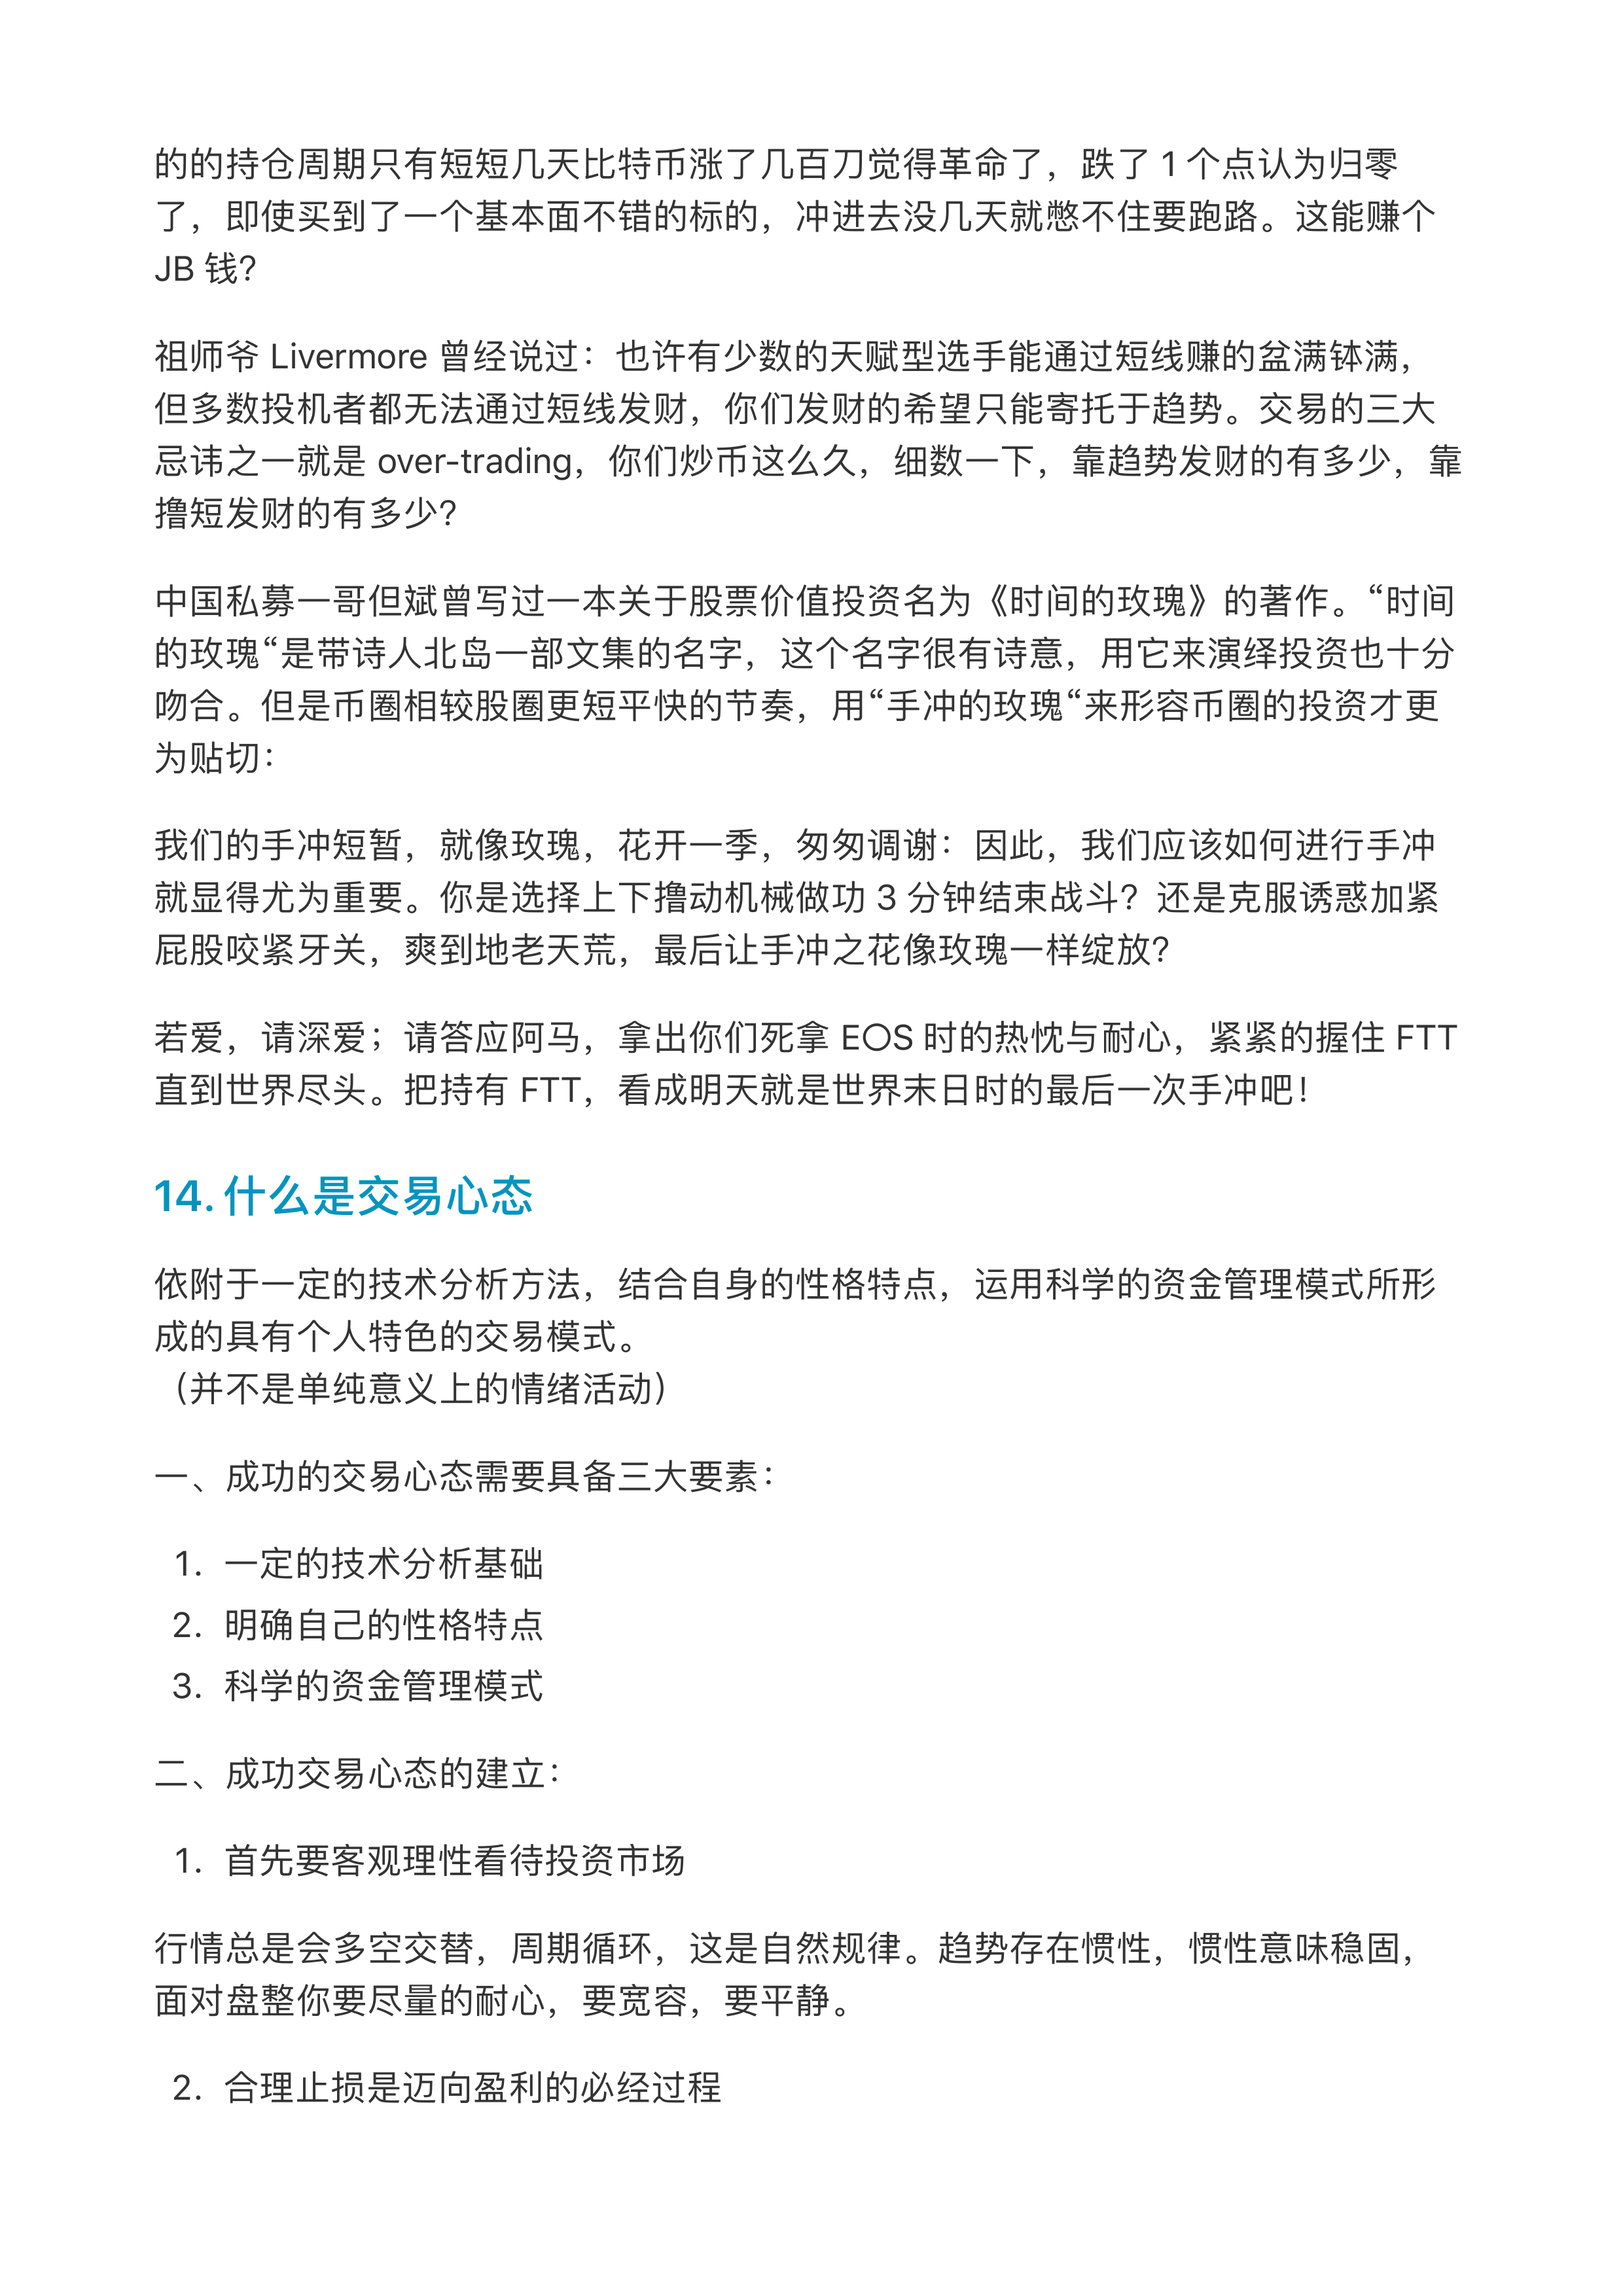 的的持仓周期只有短短几天比特币涨了几百刀觉得革命了，跌了 1 个点认为归零
了，即使买到了一个基本面不错的标的，冲进去没几天就憋不住要跑路。这能赚个
JB 钱？
祖师爷 Livermore 曾经说过：也许有少数的天赋型选手能通过短线赚的盆满钵满，
但多数投机者都无法通过短线发财，你们发财的希望只能寄托于趋势。交易的三大
忌讳之一就是 over-trading，你们炒币这么久，细数一下，靠趋势发财的有多少，靠
撸短发财的有多少？
中国私募一哥但斌曾写过一本关于股票价值投资名为《时间的玫瑰》的著作。“时间
的玫瑰“是带诗人北岛一部文集的名字，这个名字很有诗意，用它来演绎投资也十分
吻合。但是币圈相较股圈更短平快的节奏，用“手冲的玫瑰“来形容币圈的投资才更
为贴切：
我们的手冲短暂，就像玫瑰，花开一季，匆匆调谢：因此，我们应该如何进行手冲
就显得尤为重要。你是选择上下撸动机械做功 3 分钟结束战斗？还是克服诱惑加紧
屁股咬紧牙关，爽到地老天荒，最后让手冲之花像玫瑰一样绽放？
若爱，请深爱；请答应阿马，拿出你们死拿 EOS 时的热忱与耐心，紧紧的握住 FTT
直到世界尽头。把持有 FTT，看成明天就是世界末日时的最后一次手冲吧！
14. 什么是交易心态
依附于一定的技术分析方法，结合自身的性格特点，运用科学的资金管理模式所形
成的具有个人特色的交易模式。
（并不是单纯意义上的情绪活动）
一、成功的交易心态需要具备三大要素：
1. 一定的技术分析基础
2. 明确自己的性格特点
3. 科学的资金管理模式
二、成功交易心态的建立：
1. 首先要客观理性看待投资市场
行情总是会多空交替，周期循环，这是自然规律。趋势存在惯性，惯性意味稳固，
面对盘整你要尽量的耐心，要宽容，要平静。
2. 合理止损是迈向盈利的必经过程